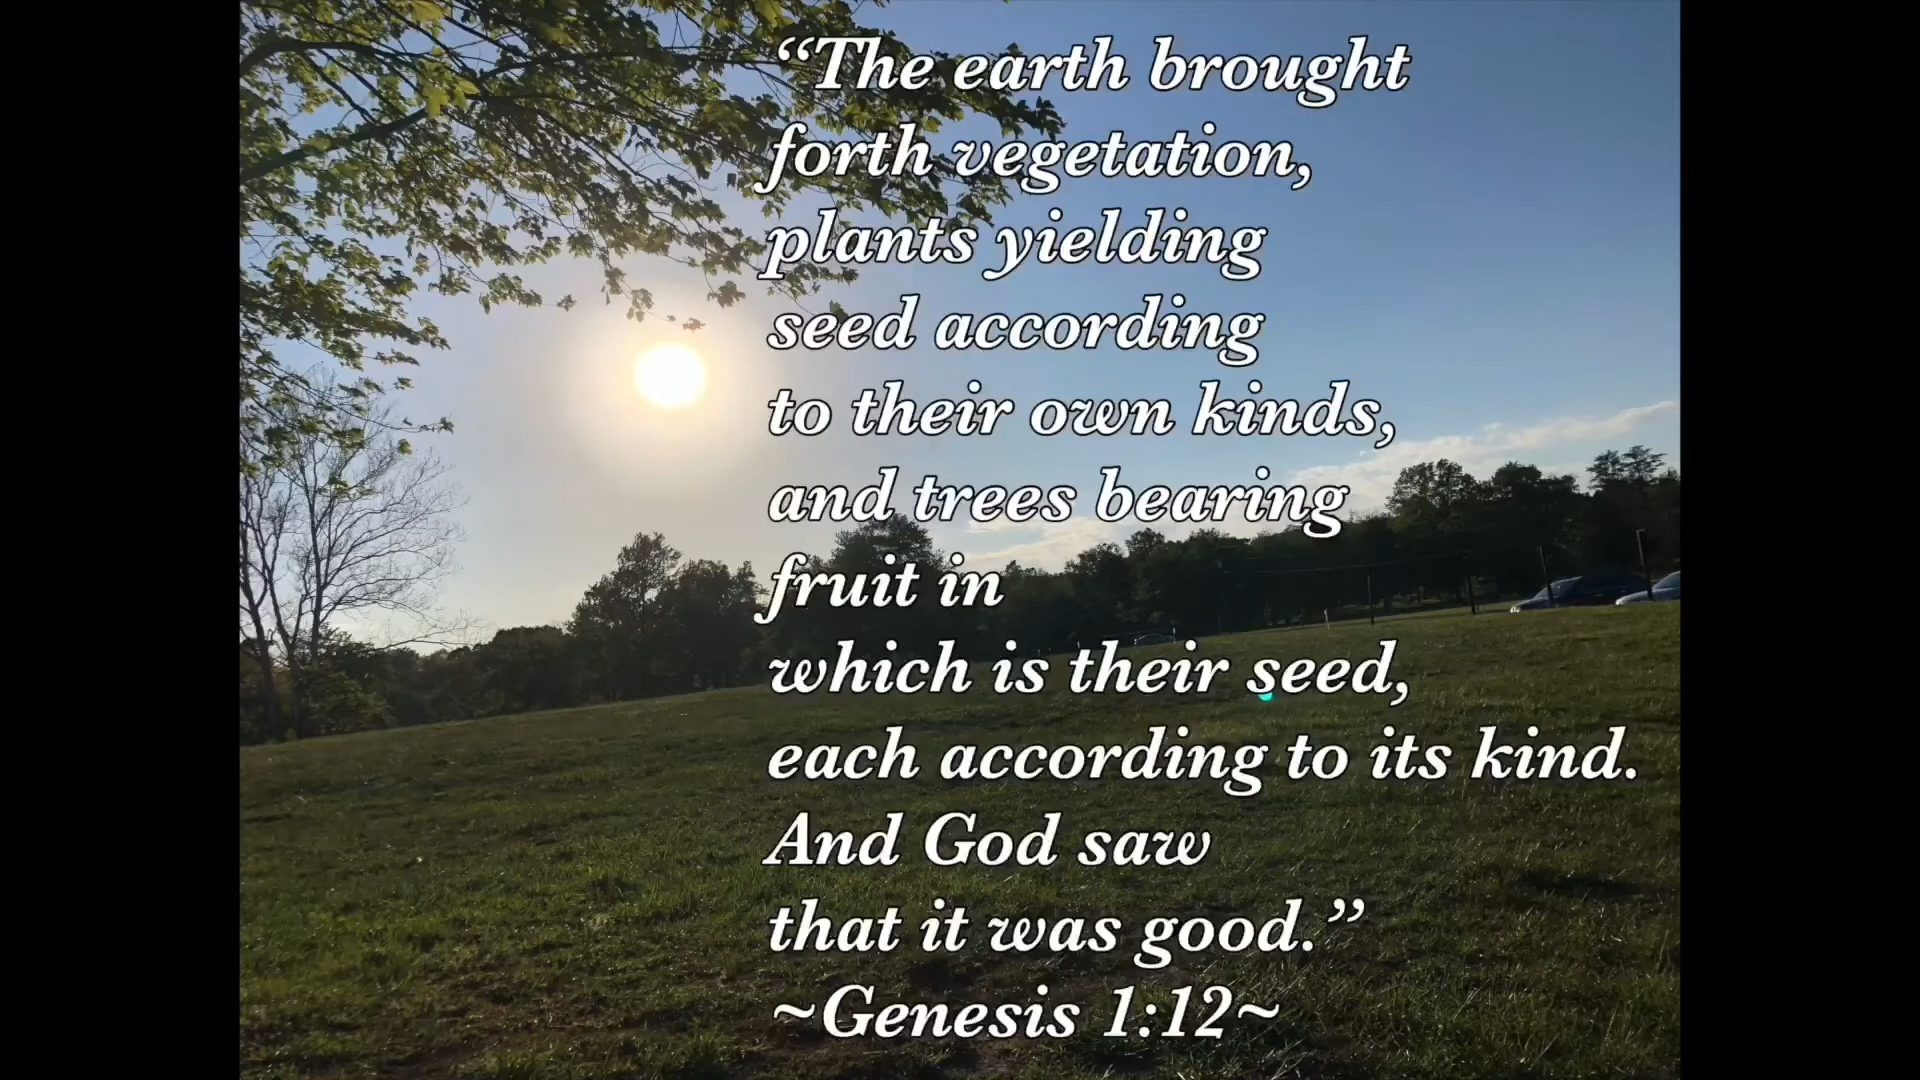 “The earth brought
forth vegetation,
plants yielding
seed according
to their own kinds,
and trees bearing
fruit in
which is their seed,
each according to its kind.
And God saw
that it was good.”
~Genesis 1:12~